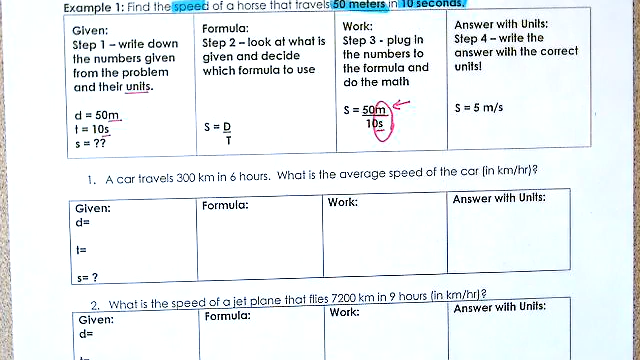 Example 1: Find the speed of a horse that travels 50 meters in 10 seconds.
Given:
Step 1 – write down
the numbers given
from the problem
and their units.
d = 50m
t = 10s
s = ??
Formula:
Step 2 – look at what is
given and decide
which formula to use
S = D
T
Work:
Step 3 - plug in
the numbers to
the formula and
do the math
S = 50m
10s
Answer with Units:
Step 4 – write the
answer with the correct
units!
S = 5 m/s
1. A car travels 300 km in 6 hours. What is the average speed of the car (in km/hr)?
Given:
d=
t=
s= ?
Formula:
Work:
Answer with Units:
2. What is the speed of a jet plane that flies 7200 km in 9 hours (in km/hr)?
Given:
d=
Formula:
Work:
Answer with Units: